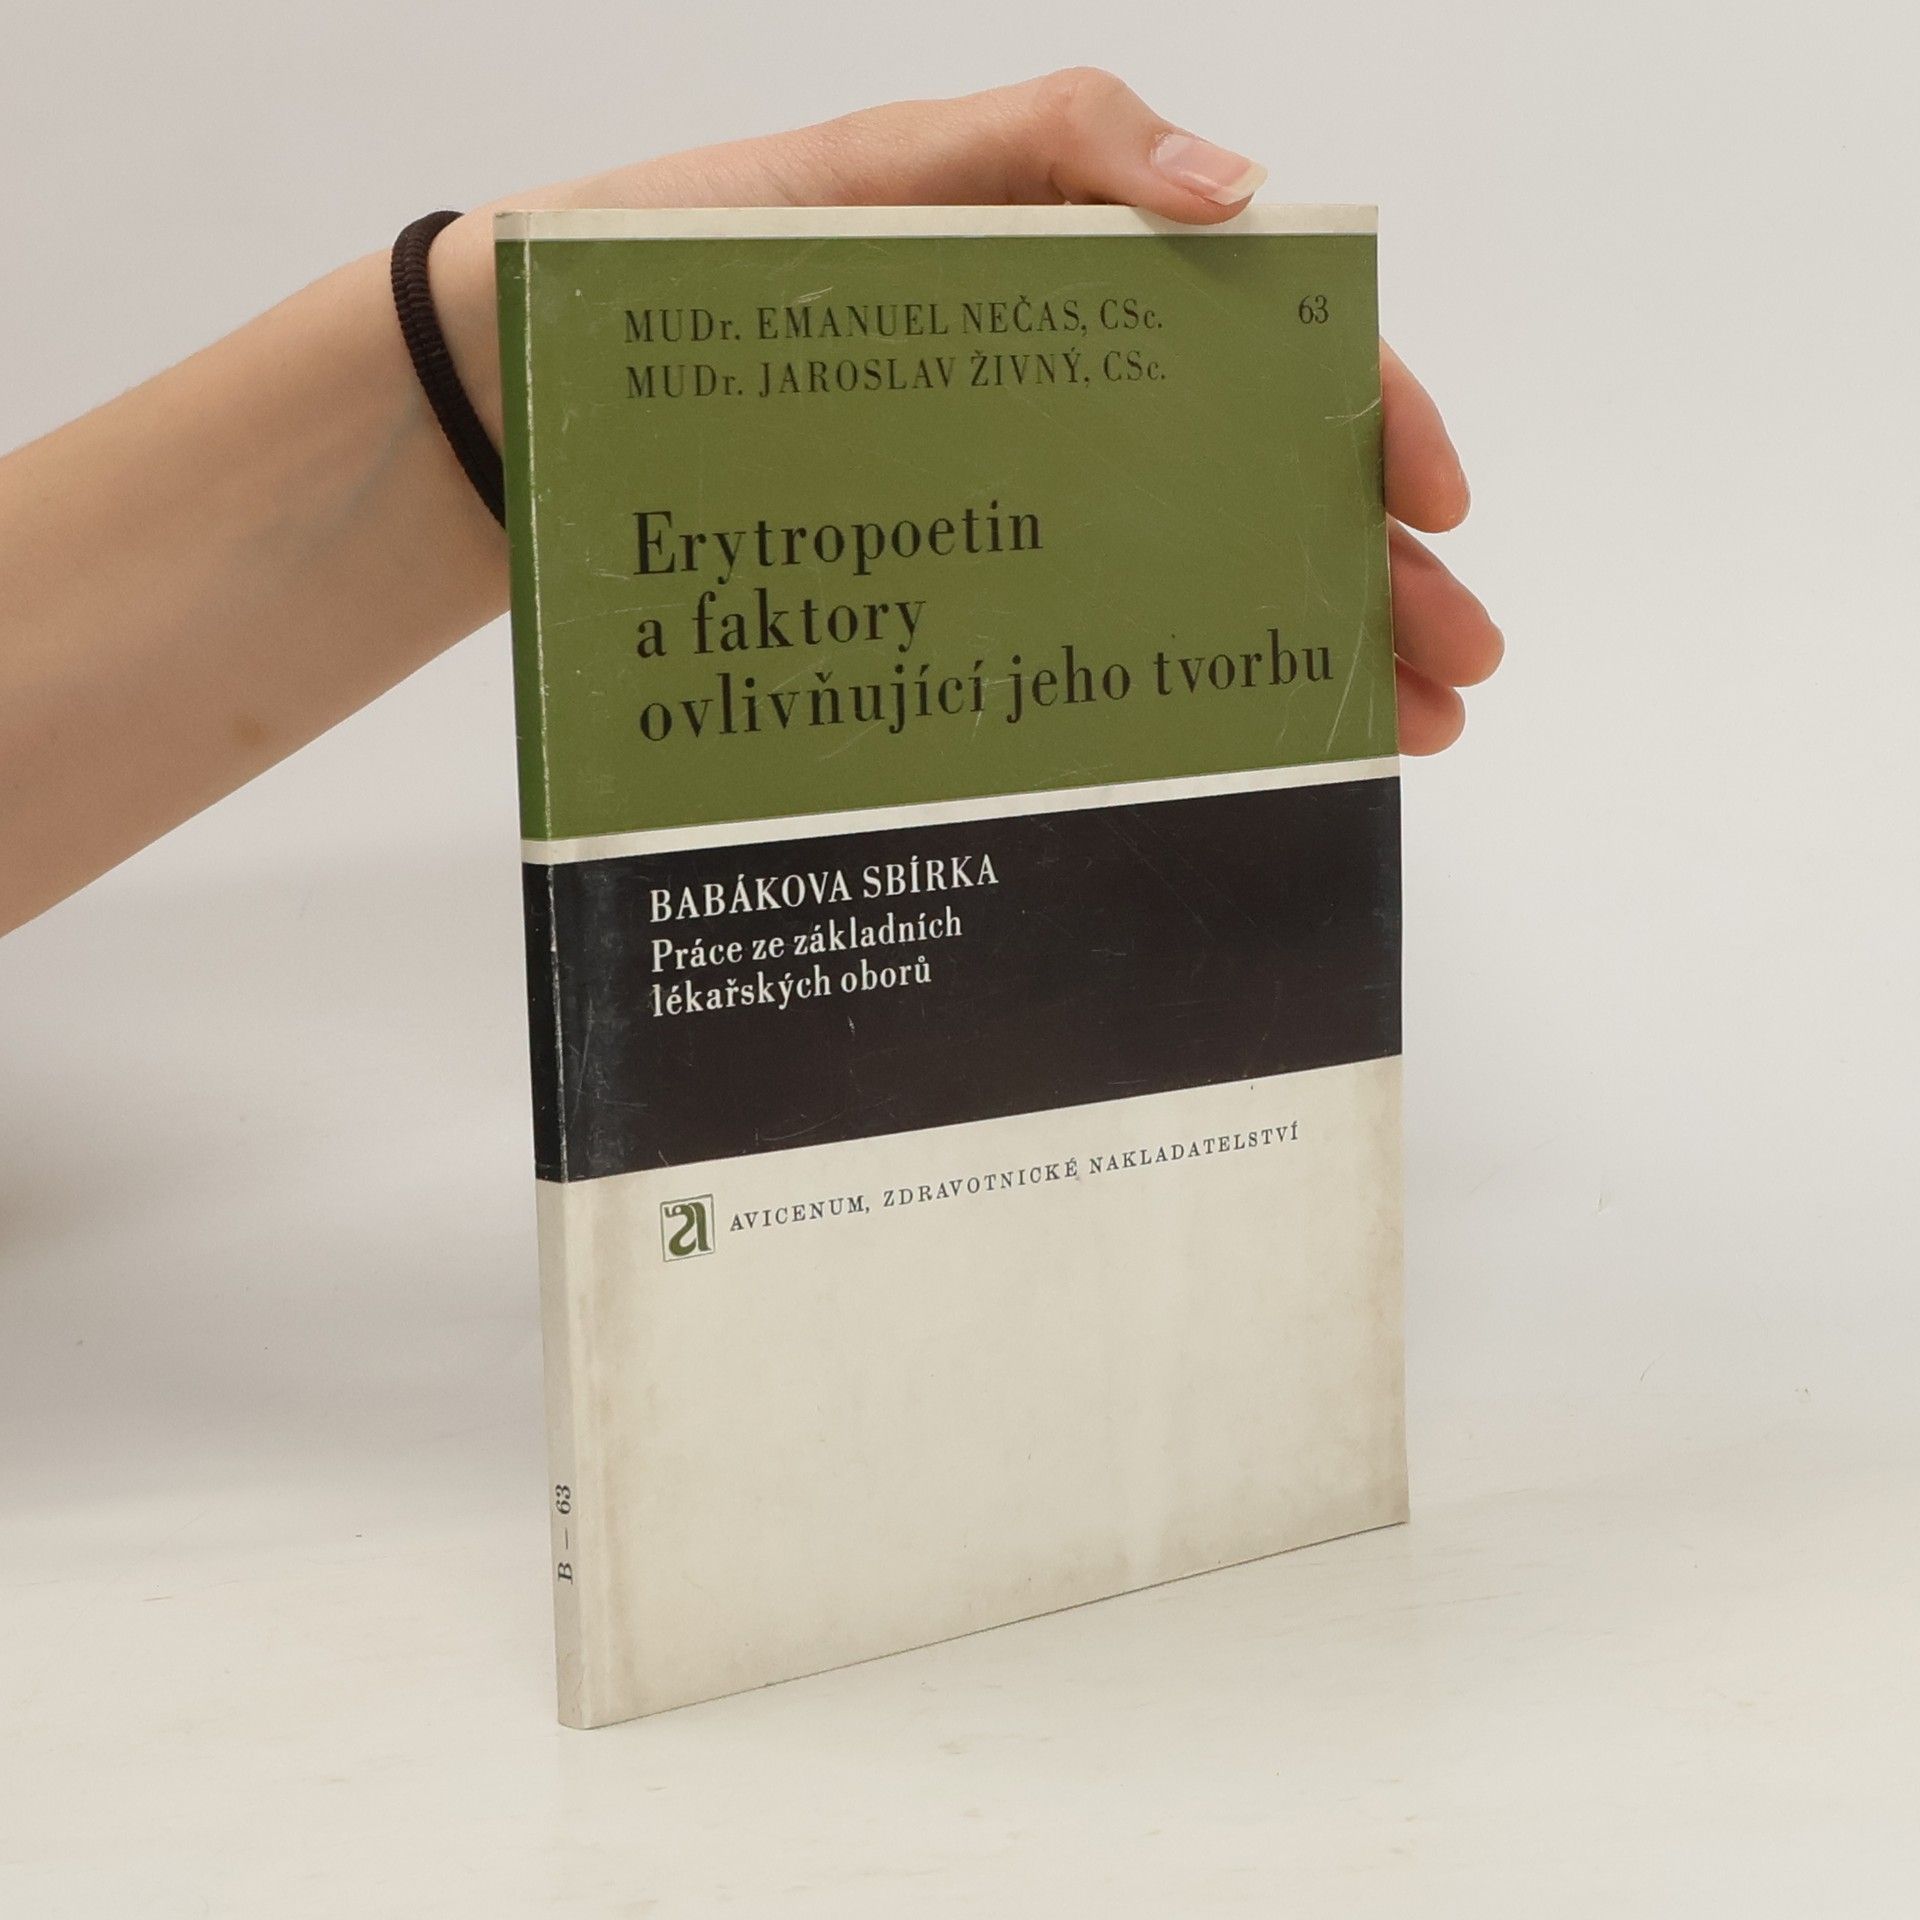 MUDr. EMANUEL NEČAS, CSc.
63
MUDr. JAROSLAV ŽIVNÝ, CSc.
Erytropoetin
a faktory
ovlivňující jeho tvorbu
BABÁKOVA SBÍRKA
Práce ze základních
lékařských oborů
AVICENUM, ZDRAVOTNICKÉ NAKLADATELSTVÍ
B — 63